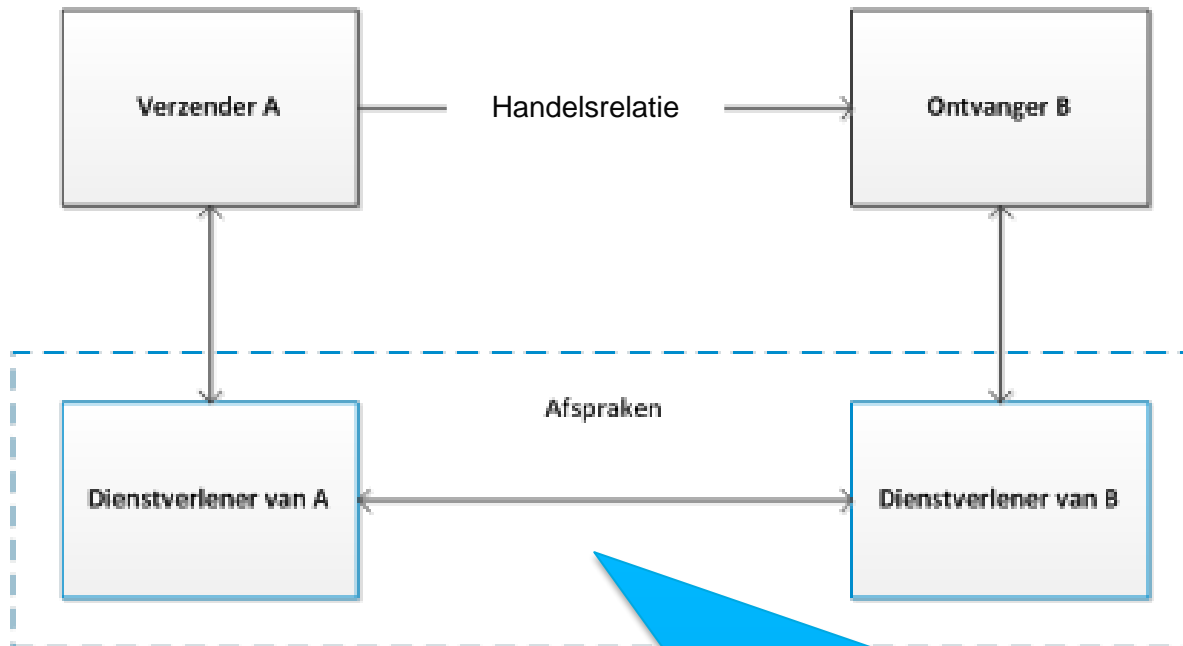 Verzender A
Handelsrelatie
Ontvanger B
Afspraken
Dienstverlener van A
Dienstverlener van B